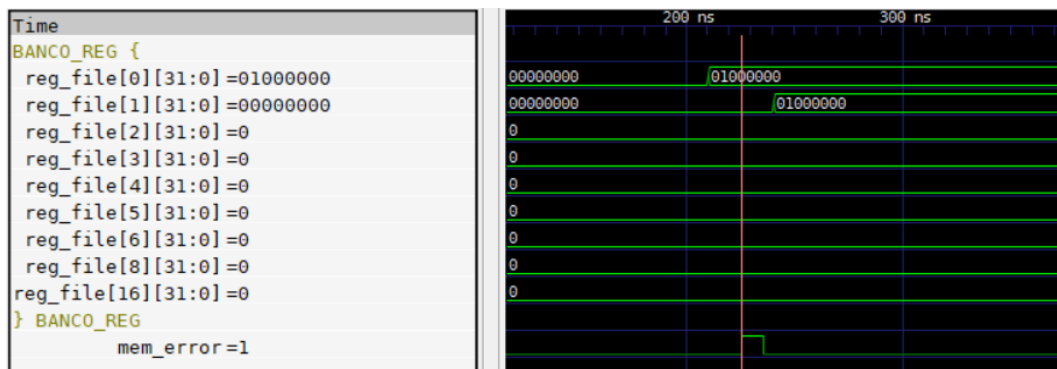 Time
200 ns 300 ns
BANCO_REG {
reg_file[0][31:0]=01000000 00000000 01000000
reg_file[1][31:0]=00000000 00000000 01000000
reg_file[2][31:0]=0 0
reg_file[3][31:0]=0 0
reg_file[4][31:0]=0 0
reg_file[5][31:0]=0 0
reg_file[6][31:0]=0 0
reg_file[8][31:0]=0 0
reg_file[16][31:0]=0 0
} BANCO_REG
mem_error=1